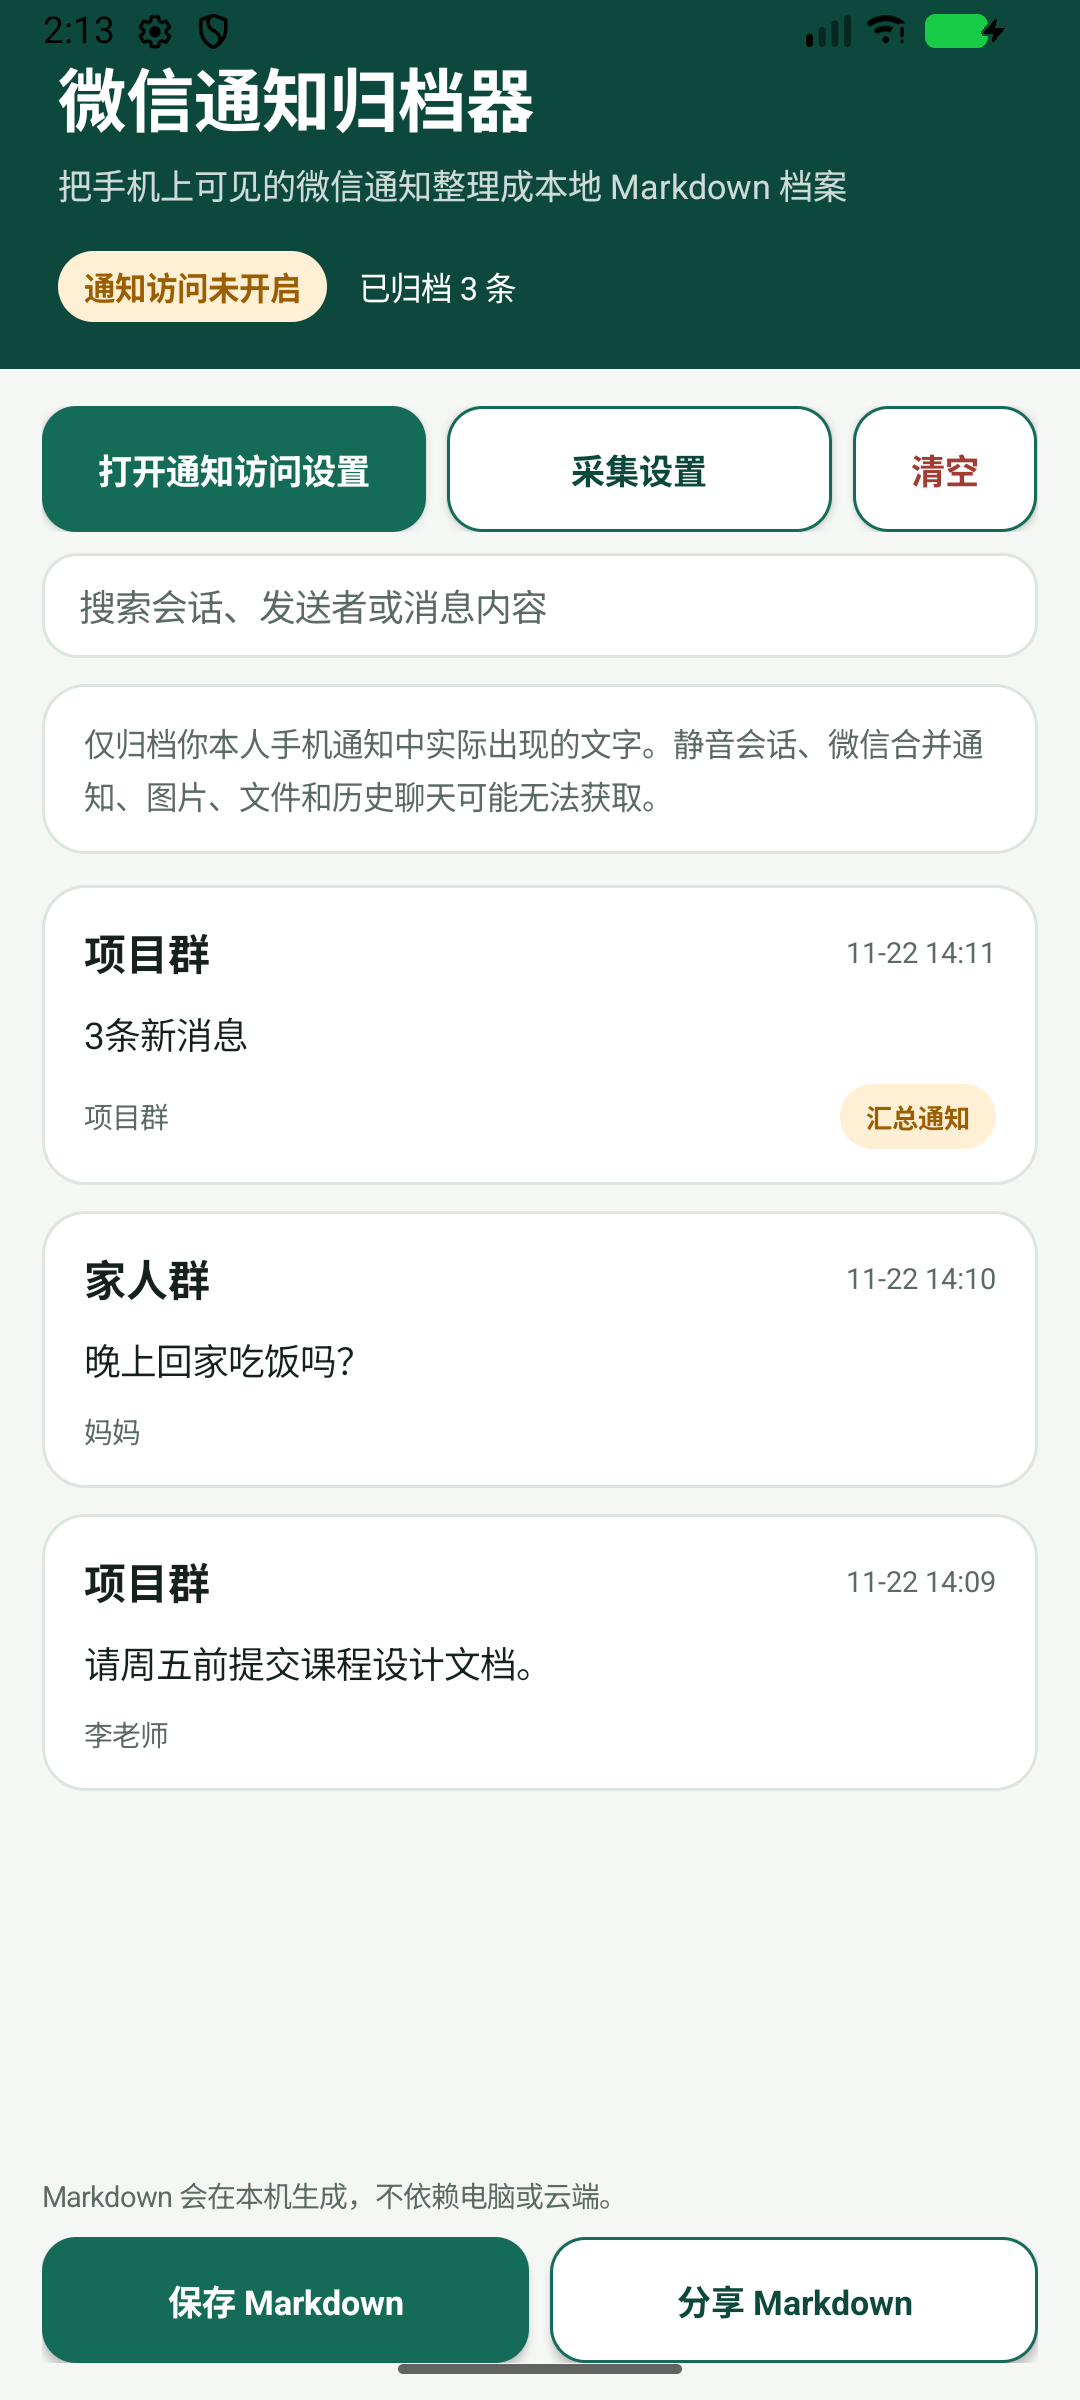 2:13
微信通知归档器
把手机上可见的微信通知整理成本地 Markdown 档案
通知访问未开启
已归档 3 条
打开通知访问设置
采集设置
清空
搜索会话、发送者或消息内容
仅归档你本人手机通知中实际出现的文字。静音会话、微信合并通
知、图片、文件和历史聊天可能无法获取。
项目群
11-22 14:11
3条新消息
项目群
汇总通知
家人群
11-22 14:10
晚上回家吃饭吗？
妈妈
项目群
11-22 14:09
请周五前提交课程设计文档。
李老师
Markdown 会在本机生成，不依赖电脑或云端。
保存 Markdown
分享 Markdown